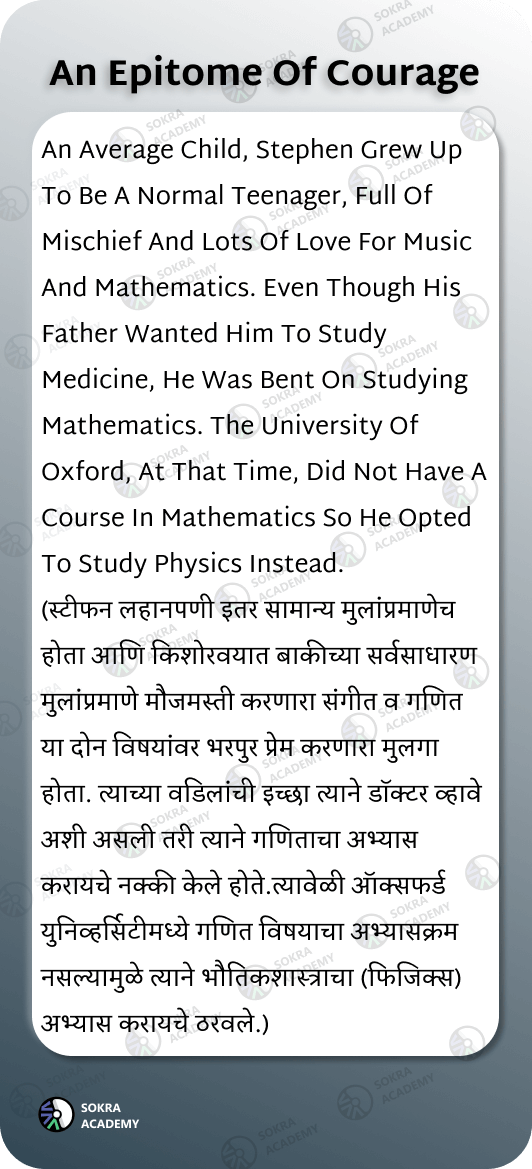 An Epitome Of Courage
An Average Child, Stephen Grew Up
To Be A Normal Teenager, Full Of
Mischief And Lots Of Love For Music
And Mathematics. Even Though His
Father Wanted Him To Study
Medicine, He Was Bent On Studying
Mathematics. The University Of
Oxford, At That Time, Did Not Have A
Course In Mathematics So He Opted
To Study Physics Instead.
(स्टीफन लहानपणी इतर सामान्य मुलांप्रमाणेच
होता आणि किशोरवयात बाकीच्या सर्वसाधारण
मुलांप्रमाणे मौजमस्ती करणारा संगीत व गणित
या दोन विषयांवर भरपुर प्रेम करणारा मुलगा
होता. त्याच्या वडिलांची इच्छा त्याने डॉक्टर व्हावे
अशी असली तरी त्याने गणिताचा अभ्यास
करायचे नक्की केले होते.त्यावेळी ऑक्सफर्ड
युनिव्हर्सिटीमध्ये गणित विषयाचा अभ्यासक्रम
नसल्यामुळे त्याने भौतिकशास्त्राचा (फिजिक्स)
अभ्यास करायचे ठरवले.)
SOKRA
ACADEMY